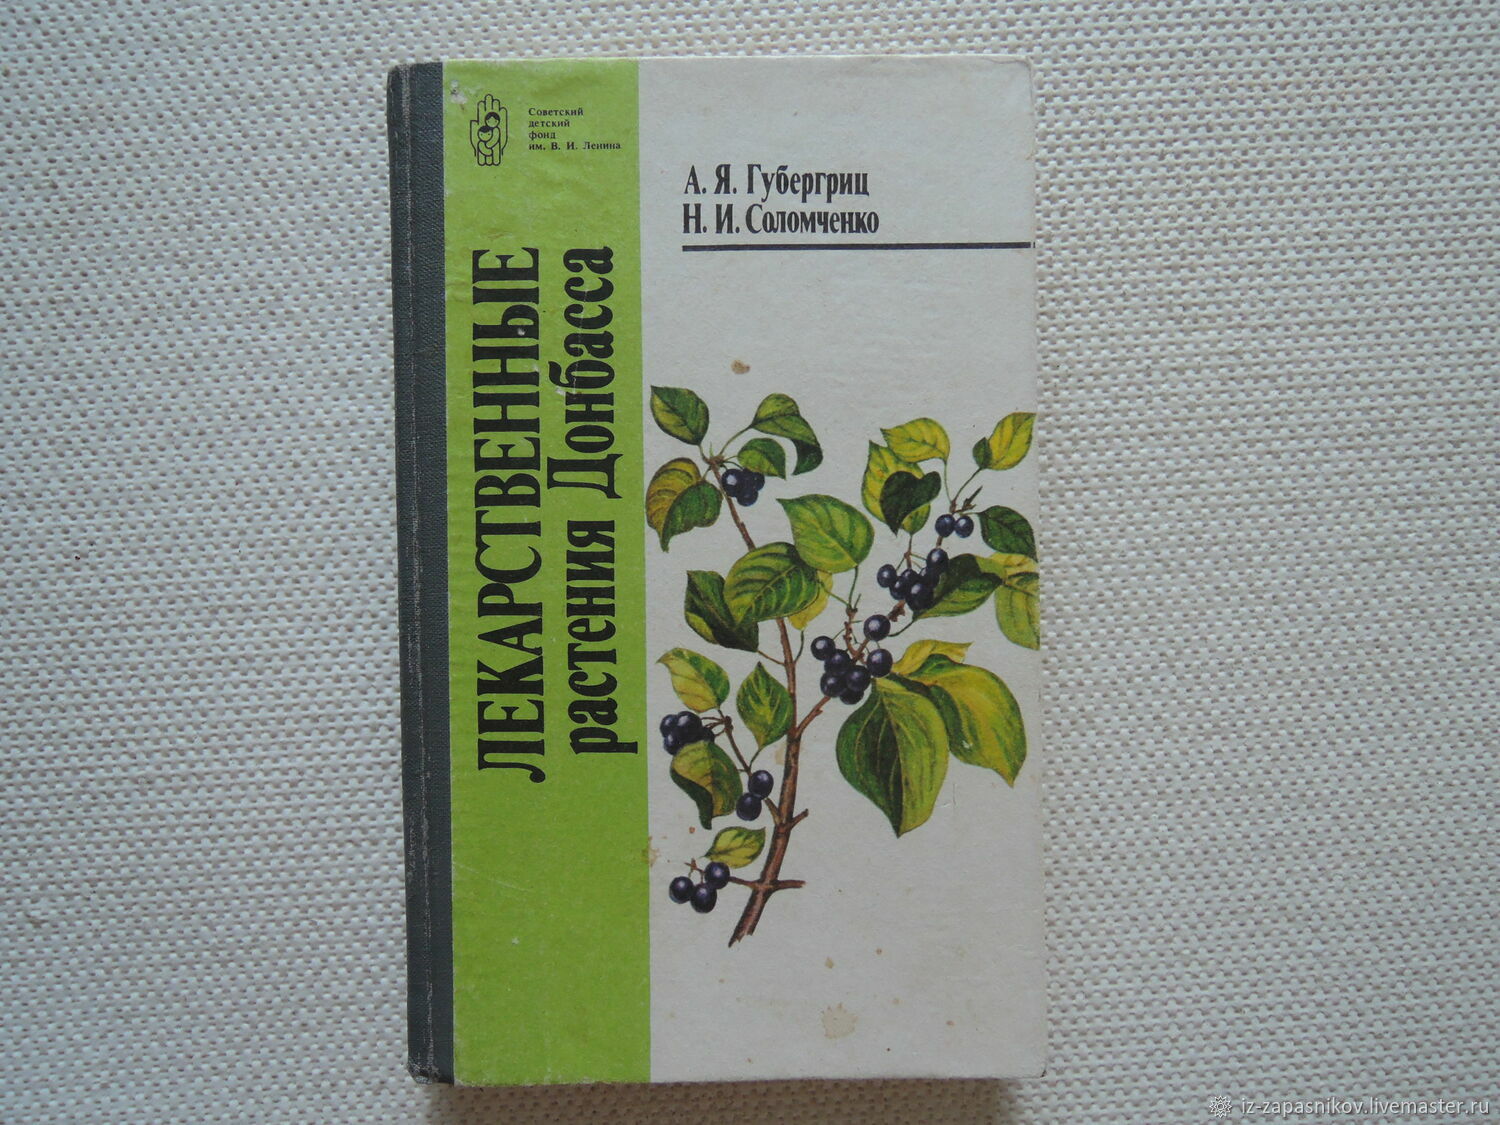 Советский
детский
фонд
им. В. И. Ленина
А. Я. Губергриц
Н. И. Соломченко
ЛЕКАРСТВЕННЫЕ
растения Донбасса
iz-zapasnikov.livemaster.ru